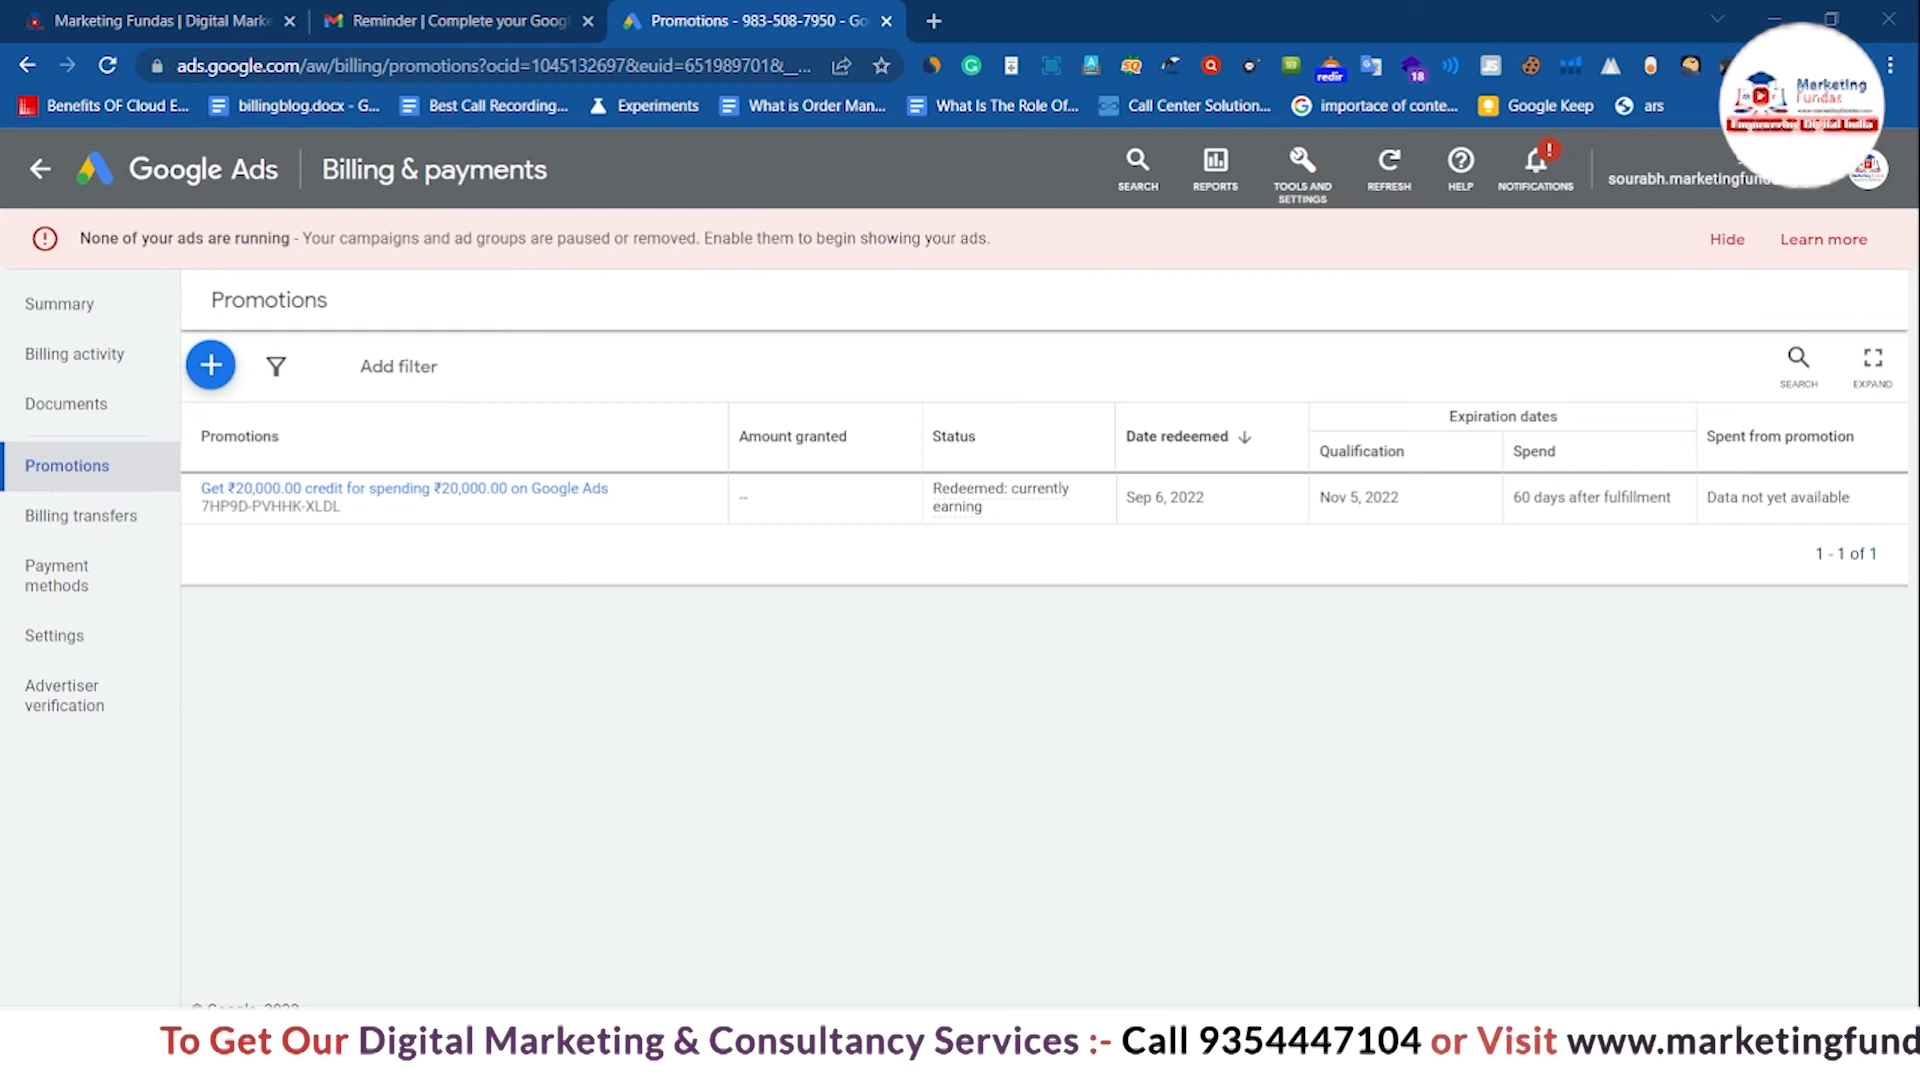 Marketing Fundas | Digital Marke
Reminder | Complete your Goog
Promotions - 983-508-7950 - Go
ads.google.com/aw/billing/promotions?ocid=1045132697&euid=651989701&__...
redir
18
JS
Benefits OF Cloud E...
billingblog.docx - G...
Best Call Recording...
Experiments
What is Order Man...
What Is The Role Of...
Call Center Solution...
importace of conte...
Google Keep
ars
Marketing
Fundas
Empowering Digital India
Google Ads
Billing & payments
SEARCH
REPORTS
TOOLS AND
SETTINGS
REFRESH
HELP
NOTIFICATIONS
sourabh.marketingfund
None of your ads are running - Your campaigns and ad groups are paused or removed. Enable them to begin showing your ads.
Hide
Learn more
Summary
Billing activity
Documents
Promotions
Billing transfers
Payment
methods
Settings
Advertiser
verification
Promotions
Add filter
SEARCH
EXPAND
Promotions
Amount granted
Status
Date redeemed
Expiration dates
Qualification
Spend
Spent from promotion
Get ₹20,000.00 credit for spending ₹20,000.00 on Google Ads
7HP9D-PVHHK-XLDL
--
Redeemed: currently
earning
Sep 6, 2022
Nov 5, 2022
60 days after fulfillment
Data not yet available
1 - 1 of 1
© Google, 2022
To Get Our Digital Marketing & Consultancy Services :- Call 9354447104 or Visit www.marketingfund